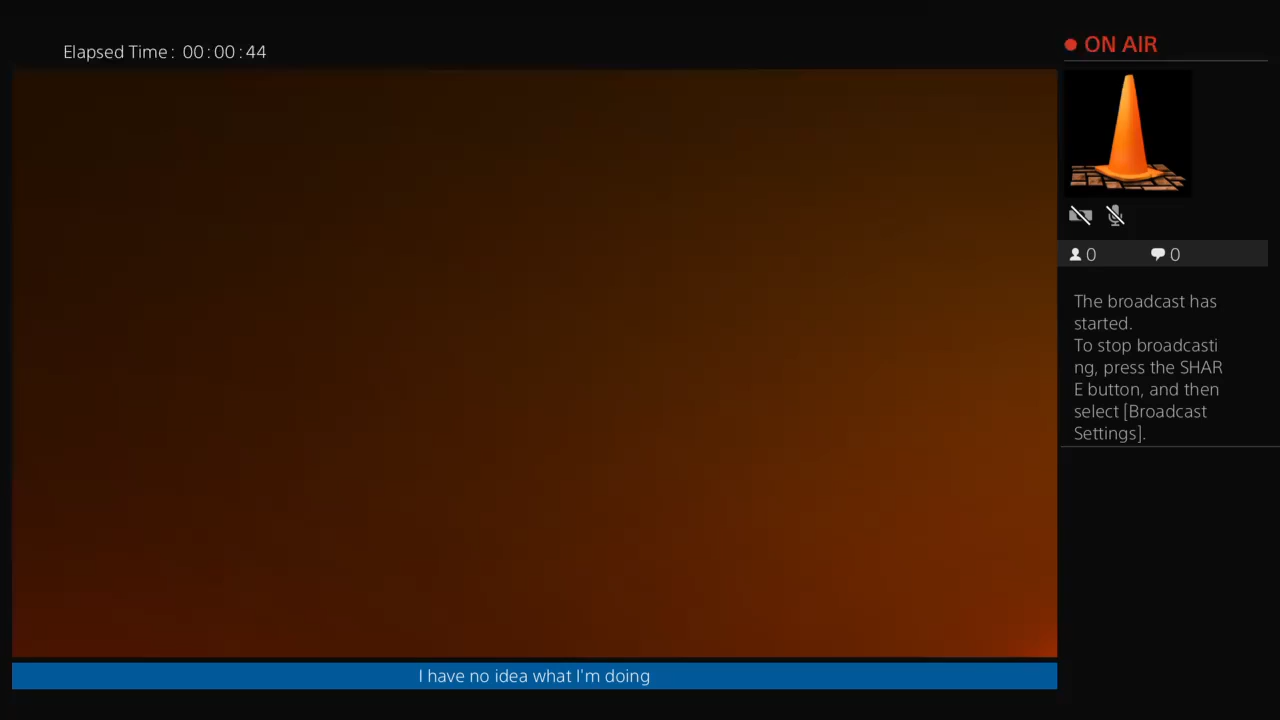 Elapsed Time: 00:00:44
ON AIR
0 0
The broadcast has
started.
To stop broadcasti
ng, press the SHAR
E button, and then
select [Broadcast
Settings].
I have no idea what I'm doing